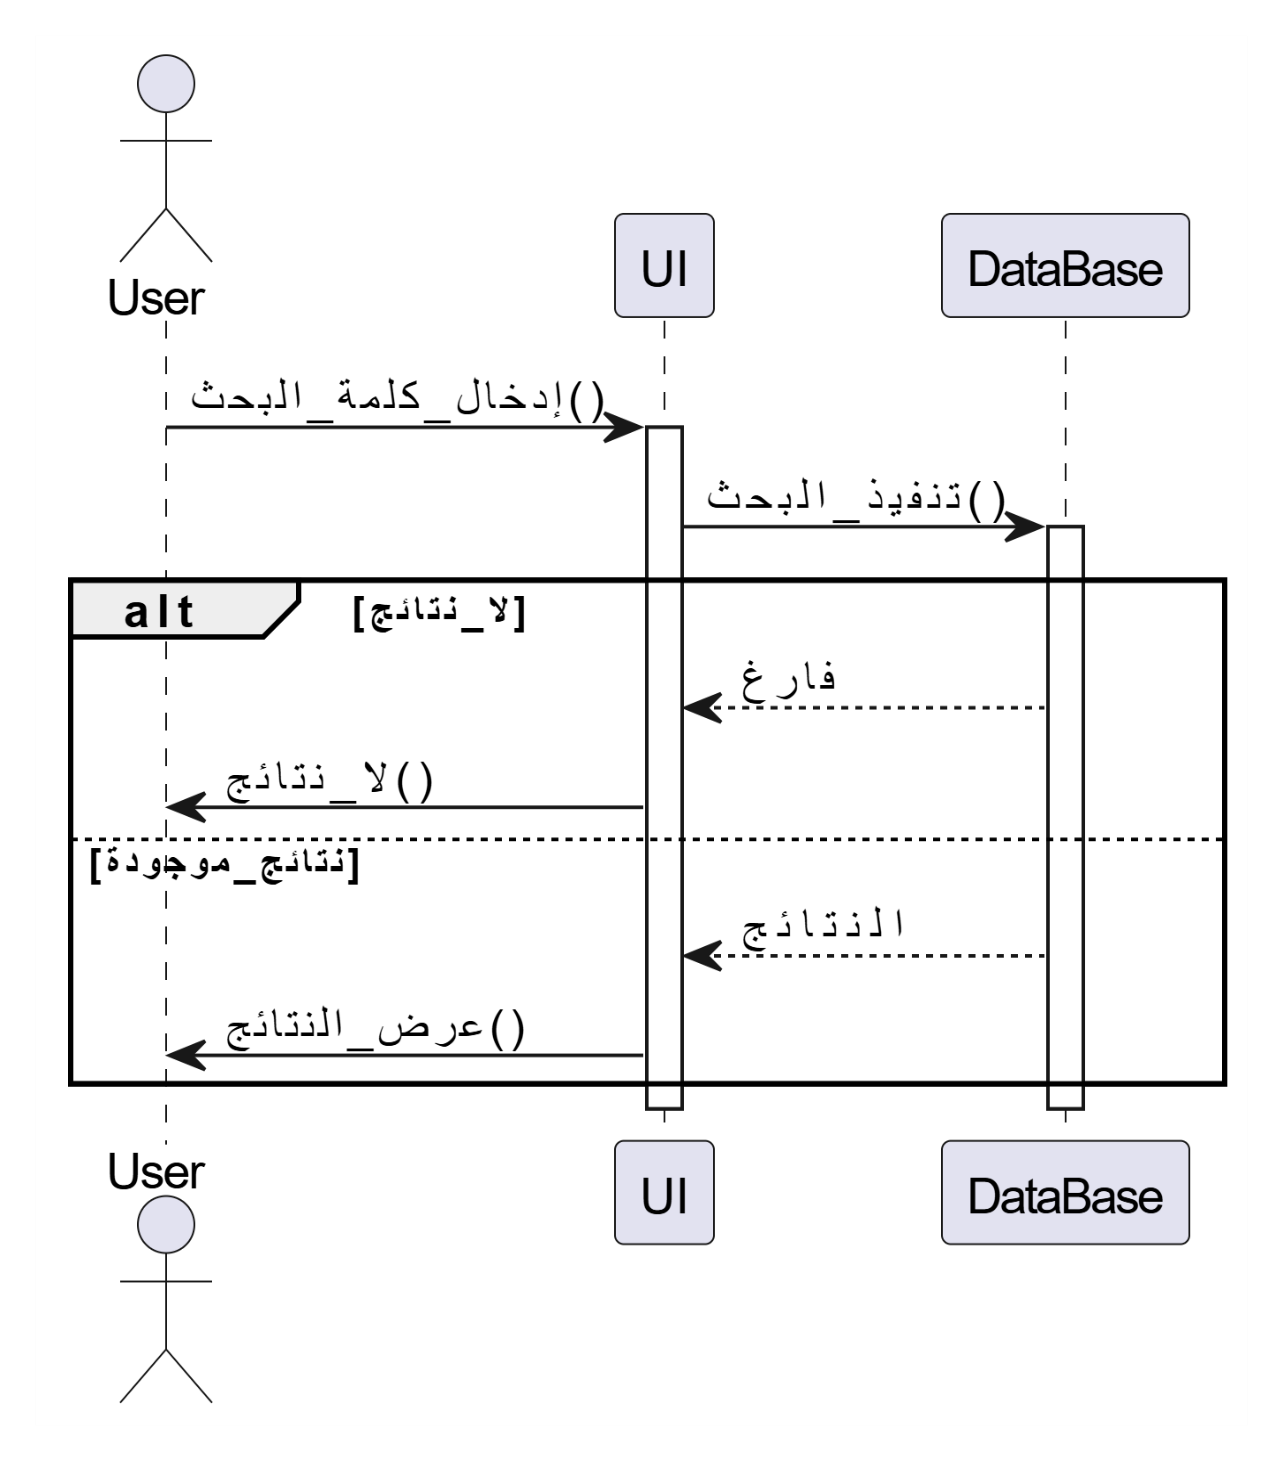 User
UI
DataBase
إدخال_كلمة_البحث()
تنفيذ_البحث()
alt
[لا_نتائج]
فارغ
لا_نتائج()
[نتائج_موجودة]
النتائج
عرض_النتائج()
User
UI
DataBase